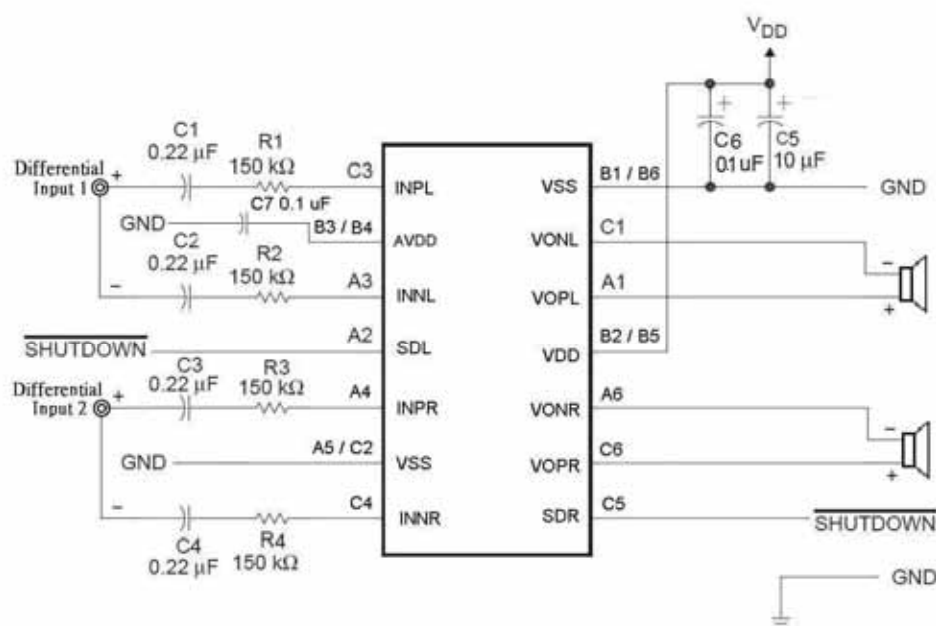 VDD
C1
0.22 µF
R1
150 kΩ
C6
0.1 uF
C5
10 µF
Differential
Input 1
+
C3
INPL
VSS
B1 / B6
GND
C7 0.1 uF
GND
B3 / B4
AVDD
VONL
C1
C2
0.22 µF
R2
150 kΩ
−
A3
INNL
VOPL
A1
−
+
SHUTDOWN
A2
SDL
VDD
B2 / B5
C3
0.22 µF
R3
150 kΩ
Differential
Input 2
+
A4
INPR
VONR
A6
GND
A5 / C2
VSS
VOPR
C6
−
+
−
C4
INNR
SDR
C5
SHUTDOWN
C4
0.22 µF
R4
150 kΩ
GND